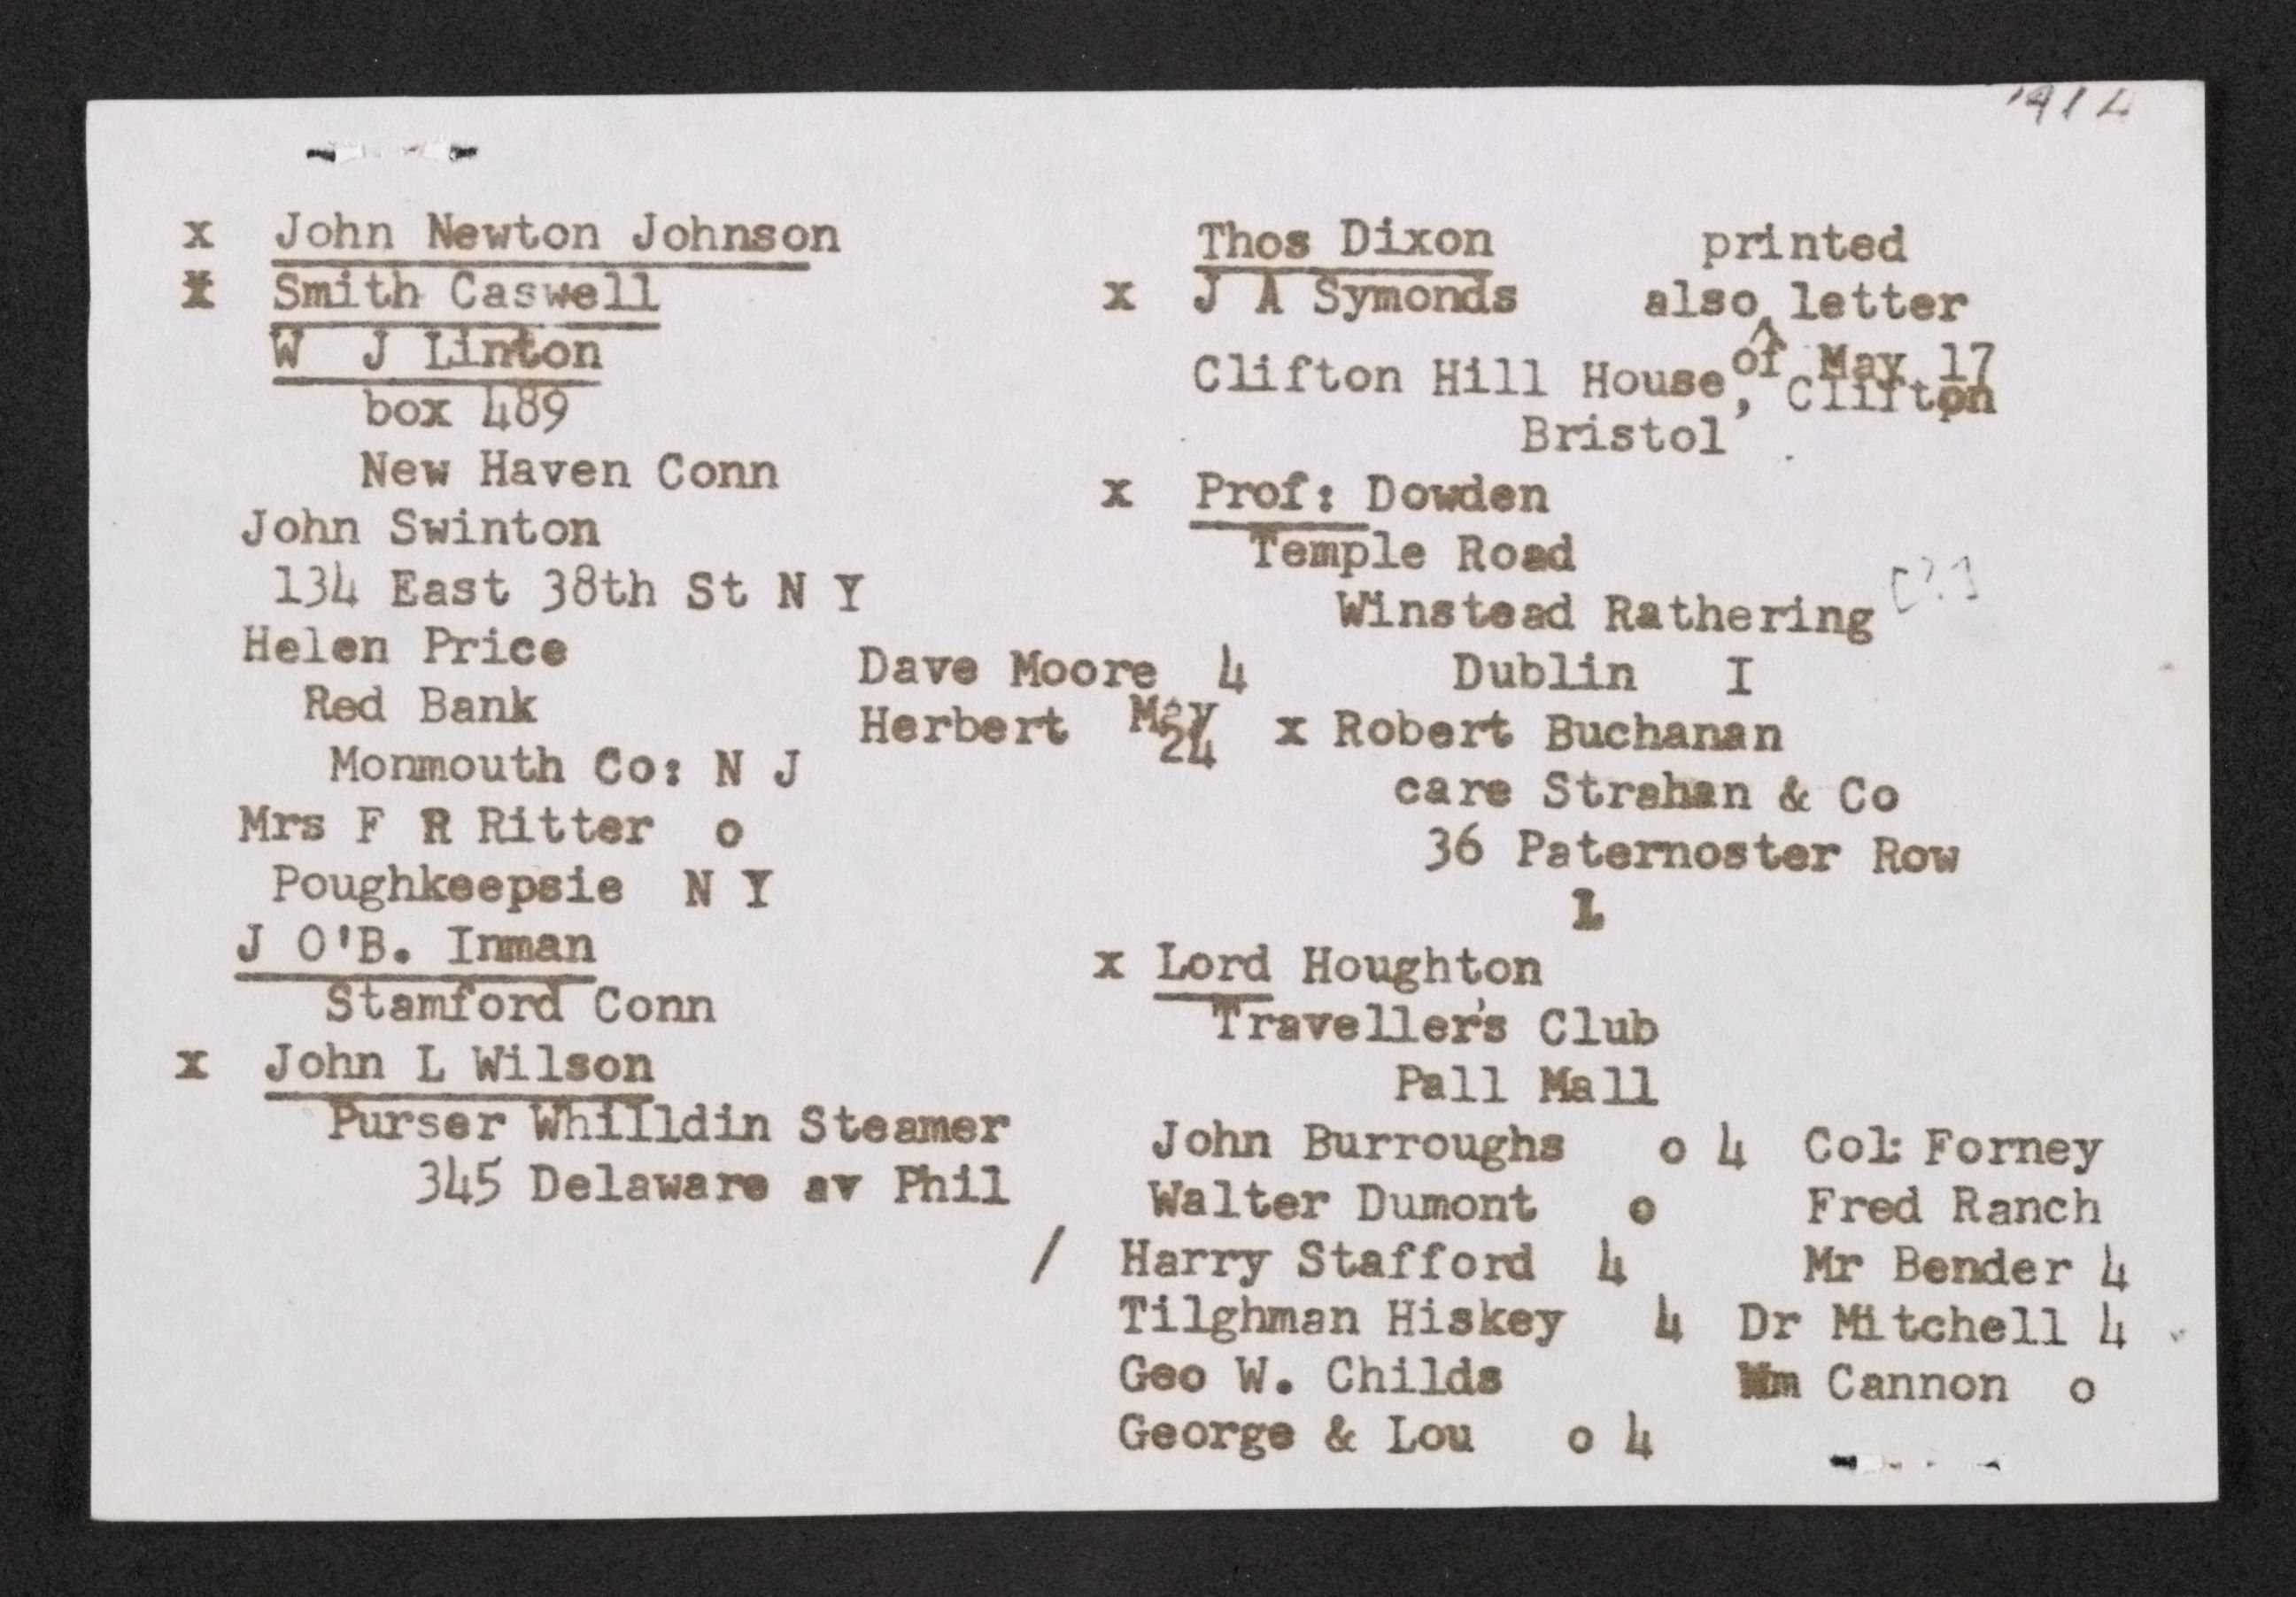 1914
x John Newton Johnson
x Smith Caswell
W J Linton
box 489
New Haven Conn
John Swinton
134 East 38th St N Y
Helen Price
Red Bank
Monmouth Co: N J
Mrs F R Ritter o
Poughkeepsie N Y
J O'B. Inman
Stamford Conn
x John L Wilson
Purser Whilldin Steamer
345 Delaware av Phil
Dave Moore 4
Herbert May 24
Thos Dixon
x J A Symonds also ^ printed letter
of May 17
Clifton Hill House, Clifton
Bristol
x Prof: Dowden
Temple Road
Winstead Rathering [?]
Dublin I
x Robert Buchanan
care Strahan & Co
36 Paternoster Row
L
x Lord Houghton
Traveller's Club
Pall Mall
John Burroughs o 4
Walter Dumont o
/ Harry Stafford 4
Tilghman Hiskey 4
Geo W. Childs
George & Lou o 4
Col: Forney
Fred Ranch
Mr Bender 4
Dr Mitchell 4
Wm Cannon o